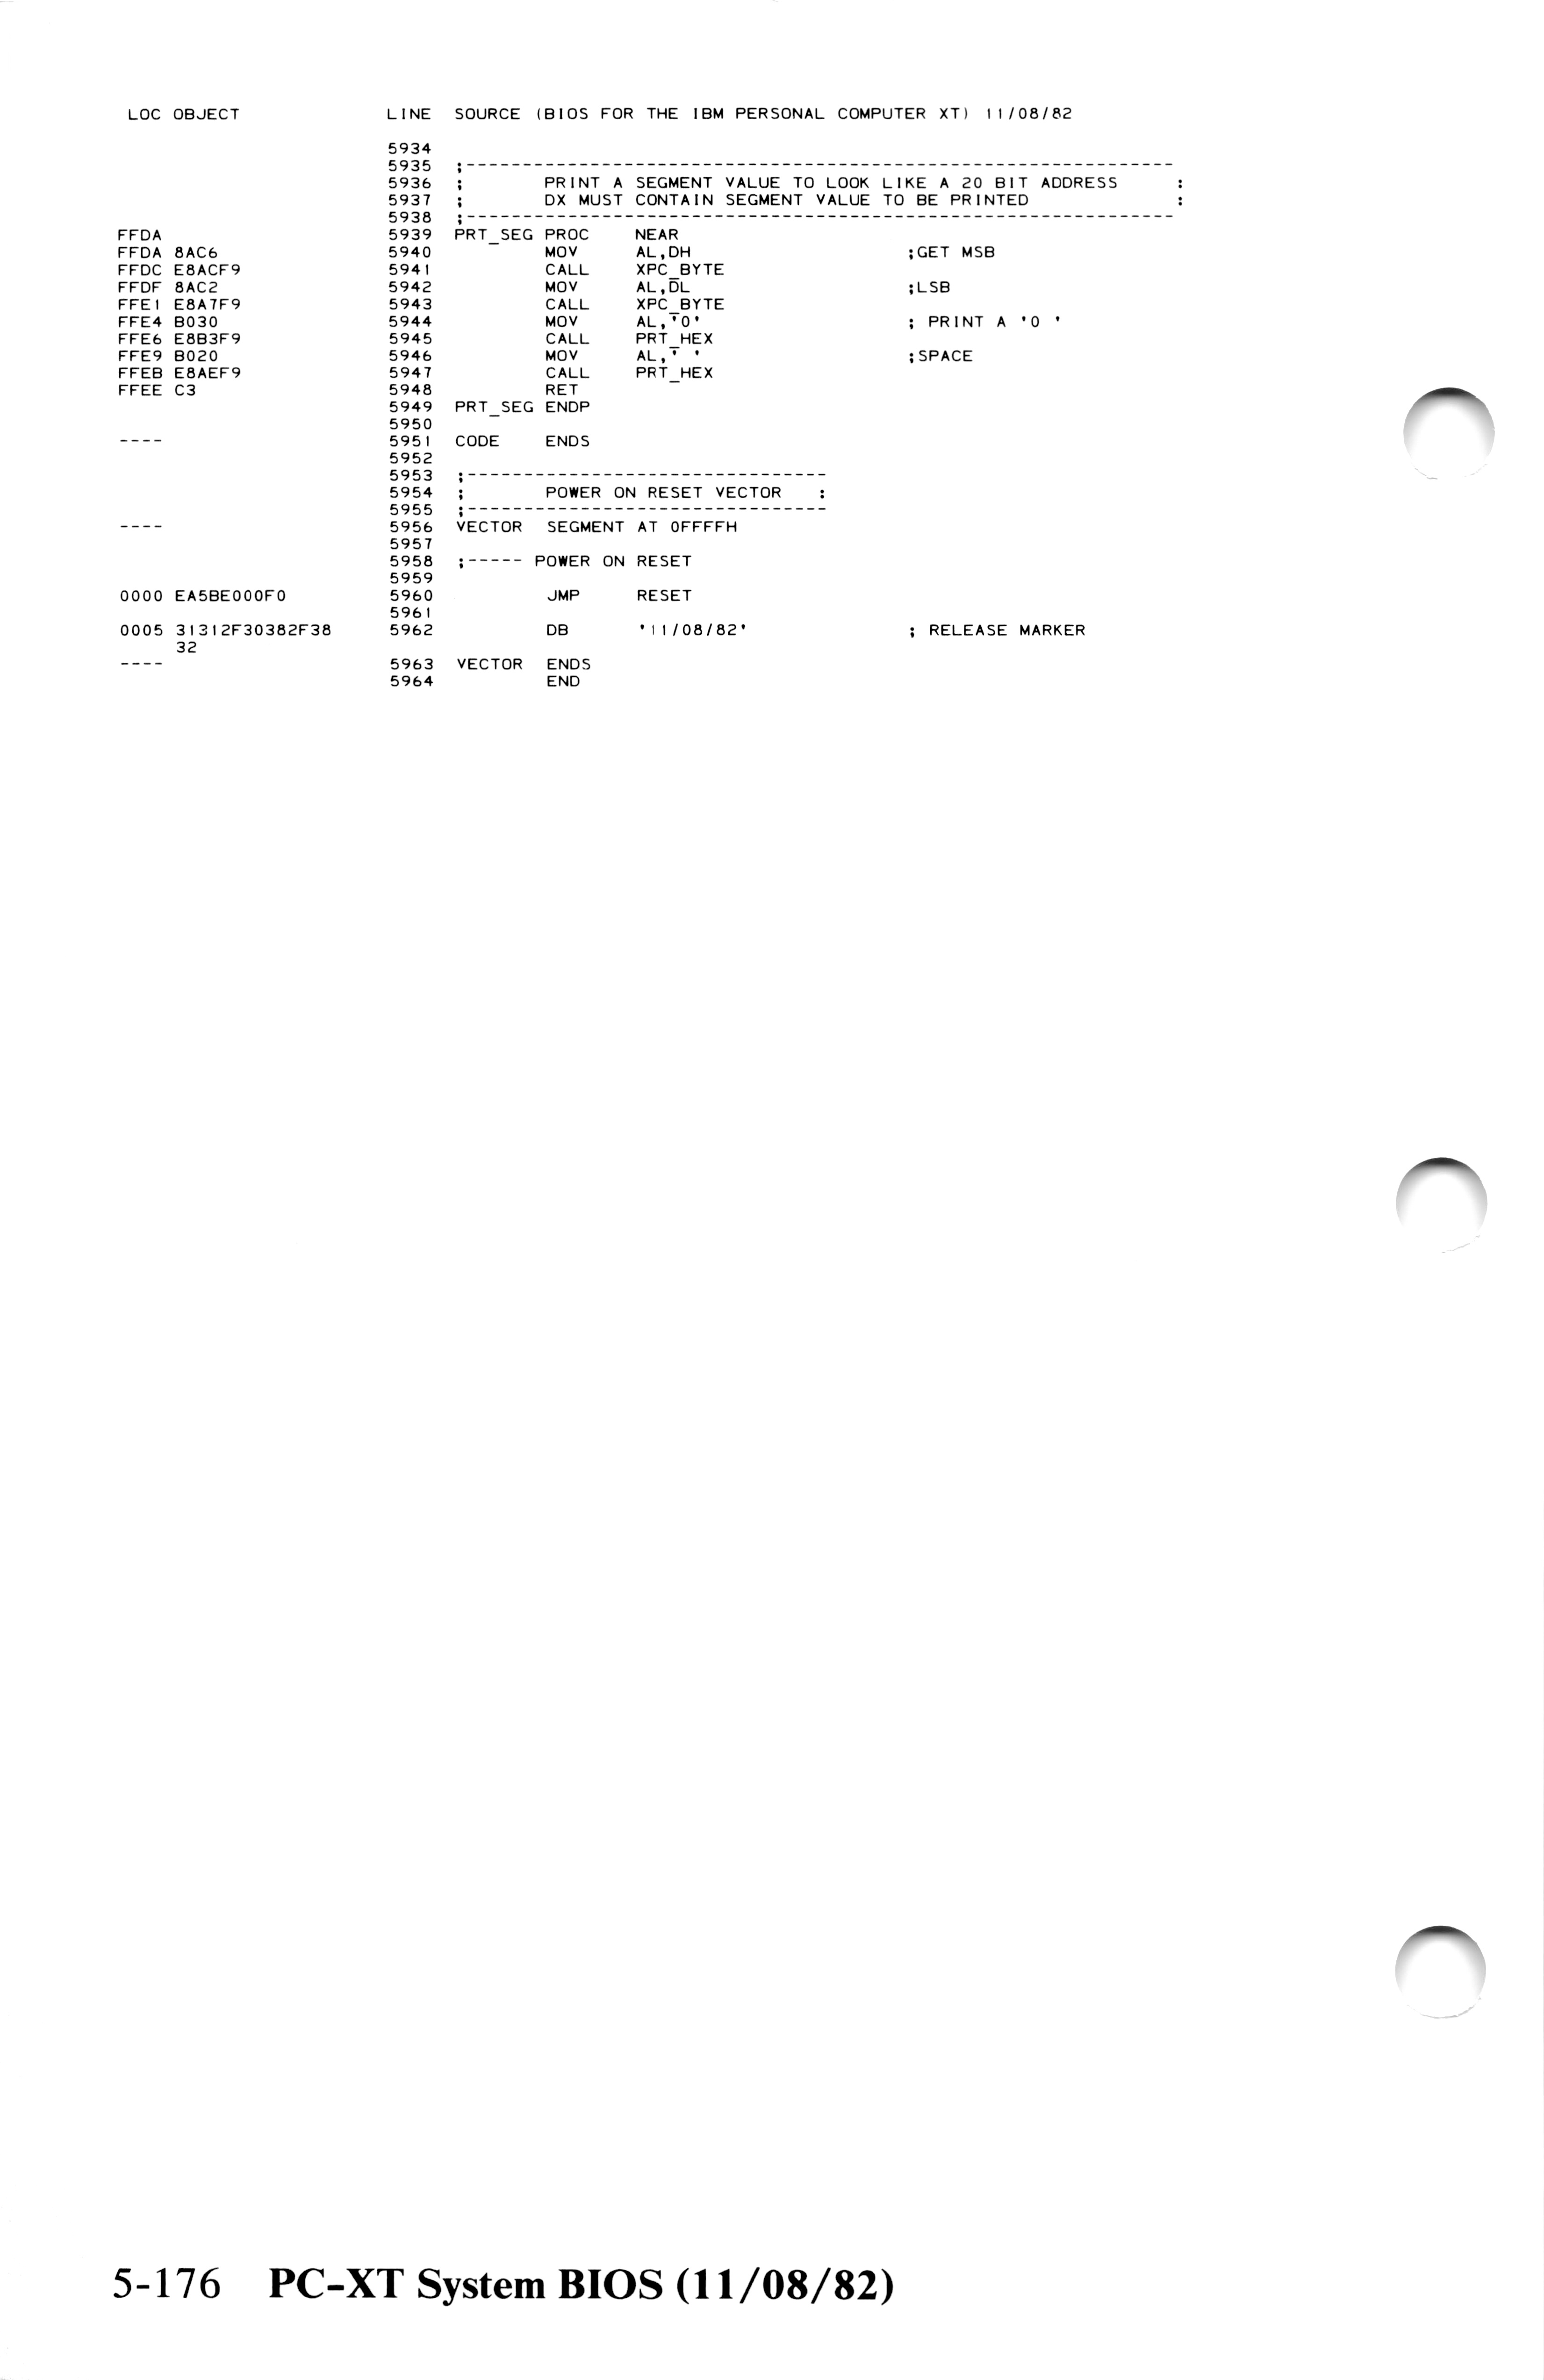 LOC OBJECT LINE SOURCE (BIOS FOR THE IBM PERSONAL COMPUTER XT) 11/08/82
5934
5935 ;---------------------------------------------------------------
5936 ; PRINT A SEGMENT VALUE TO LOOK LIKE A 20 BIT ADDRESS :
5937 ; DX MUST CONTAIN SEGMENT VALUE TO BE PRINTED :
5938 ;---------------------------------------------------------------
FFDA 5939 PRT_SEG PROC NEAR
FFDA 8AC6 5940 MOV AL,DH ;GET MSB
FFDC E8ACF9 5941 CALL XPC_BYTE
FFDF 8AC2 5942 MOV AL,DL ;LSB
FFE1 E8A7F9 5943 CALL XPC_BYTE
FFE4 B030 5944 MOV AL,'0' ; PRINT A '0 '
FFE6 E8B3F9 5945 CALL PRT_HEX
FFE9 B020 5946 MOV AL,' ' ;SPACE
FFEB E8AEF9 5947 CALL PRT_HEX
FFEE C3 5948 RET
5949 PRT_SEG ENDP
5950
---- 5951 CODE ENDS
5952
5953 ;--------------------------------
5954 ; POWER ON RESET VECTOR :
5955 ;--------------------------------
---- 5956 VECTOR SEGMENT AT 0FFFFH
5957
5958 ;----- POWER ON RESET
5959
0000 EA5BE000F0 5960 JMP RESET
5961
0005 31312F30382F38 5962 DB '11/08/82' ; RELEASE MARKER
32
---- 5963 VECTOR ENDS
5964 END
5-176 PC-XT System BIOS (11/08/82)